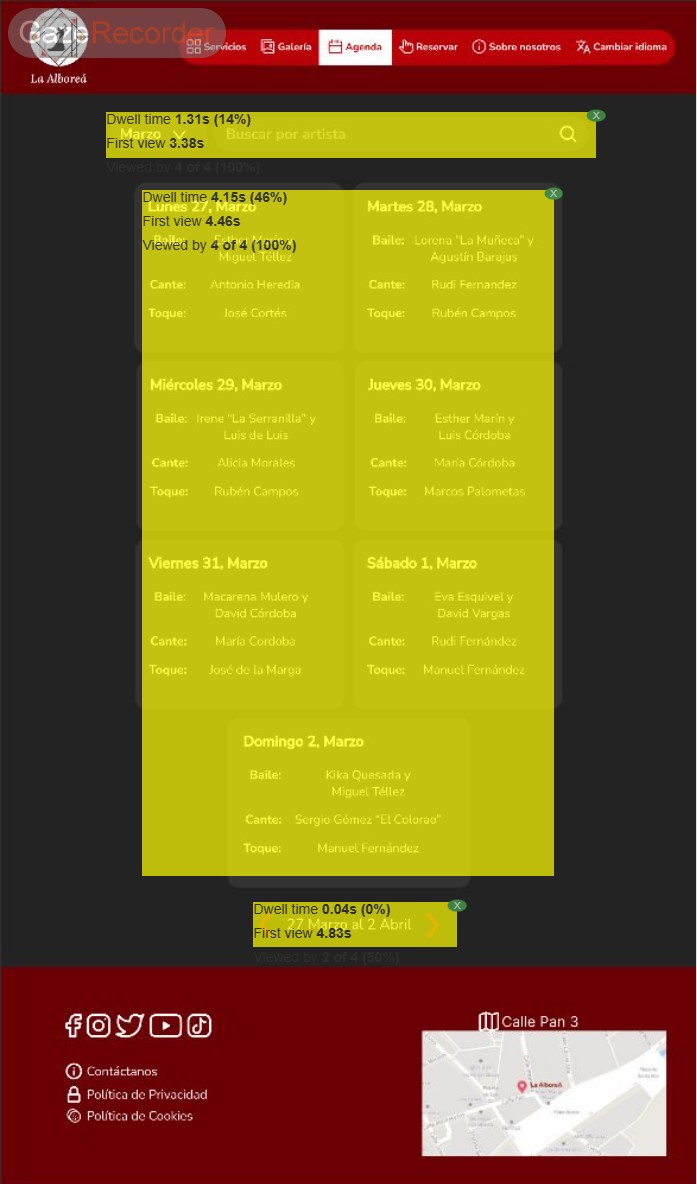 GazeRecorder
La Alboreá
Servicios
Galería
Agenda
Reservar
Sobre nosotros
Cambiar idioma
Dwell time 1.31s (14%)
X
Marzo
Buscar por artista
First view 3.38s
Viewed by 4 of 4 (100%)
Dwell time 4.15s (46%)
X
Lunes 27, Marzo
First view 4.46s
Viewed by 4 of 4 (100%)
Miguel Téllez
Cante: Antonio Heredia
Toque: José Cortés
Martes 28, Marzo
Baile: Lorena "La Muñeca" y
Agustín Barajas
Cante: Rudi Fernandez
Toque: Rubén Campos
Miércoles 29, Marzo
Baile: Irene "La Serranilla" y
Luis de Luis
Cante: Alicia Morales
Toque: Rubén Campos
Jueves 30, Marzo
Baile: Esther Marín y
Luis Córdoba
Cante: María Córdoba
Toque: Marcos Palometas
Viernes 31, Marzo
Baile: Macarena Mulero y
David Córdoba
Cante: María Cordoba
Toque: José de la Marga
Sábado 1, Marzo
Baile: Eva Esquivel y
David Vargas
Cante: Rudi Fernández
Toque: Manuel Fernández
Domingo 2, Marzo
Baile: Kika Quesada y
Miguel Téllez
Cante: Sergio Gómez "El Colorao"
Toque: Manuel Fernández
Dwell time 0.04s (0%)
X
27 Marzo al 2 Abril
First view 4.83s
Viewed by 2 of 4 (50%)
Calle Pan 3
La AlboreÁ
Contáctanos
Política de Privacidad
Política de Cookies